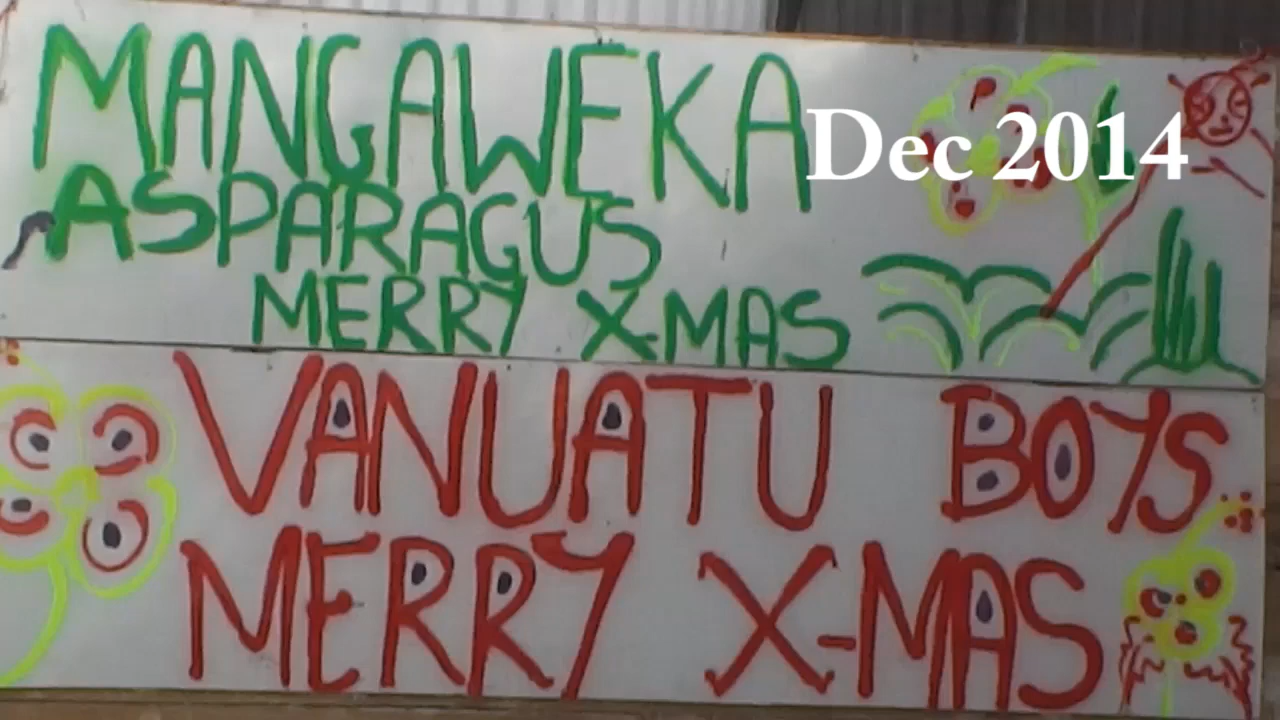 MANGAWEKA
Dec 2014
ASPARAGUS
MERRY X-MAS
VANUATU BOYS
MERRY X-MAS